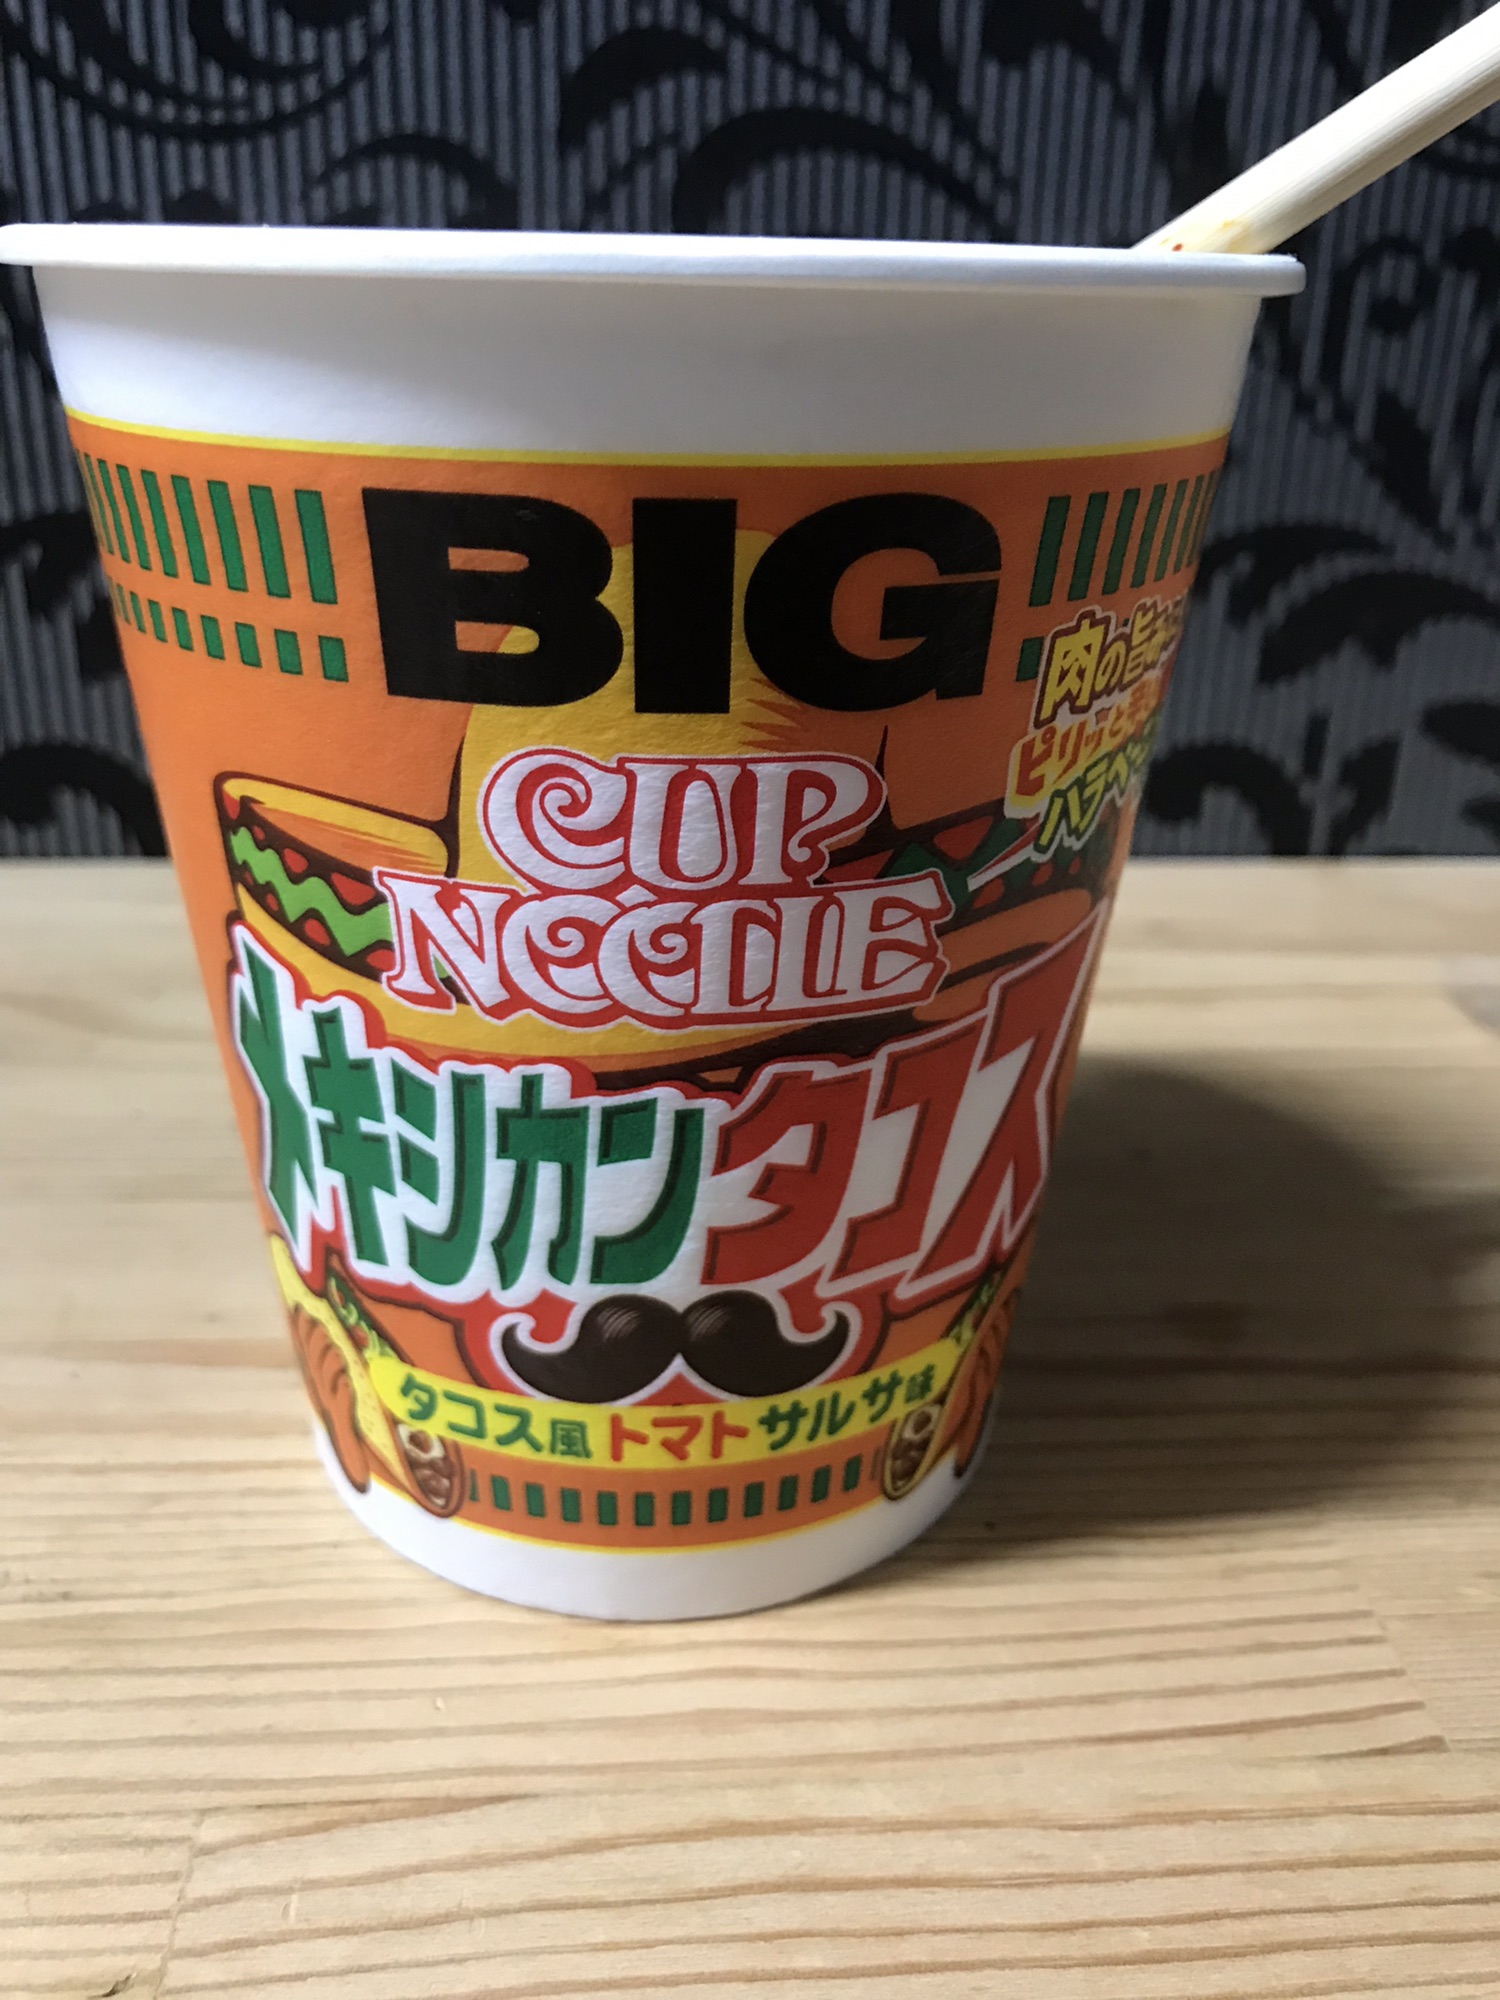 BIG
CUP
NOODLE
メキシカンタコス
タコス風トマトサルサ味
肉の旨み
ピリッと
ハラペ